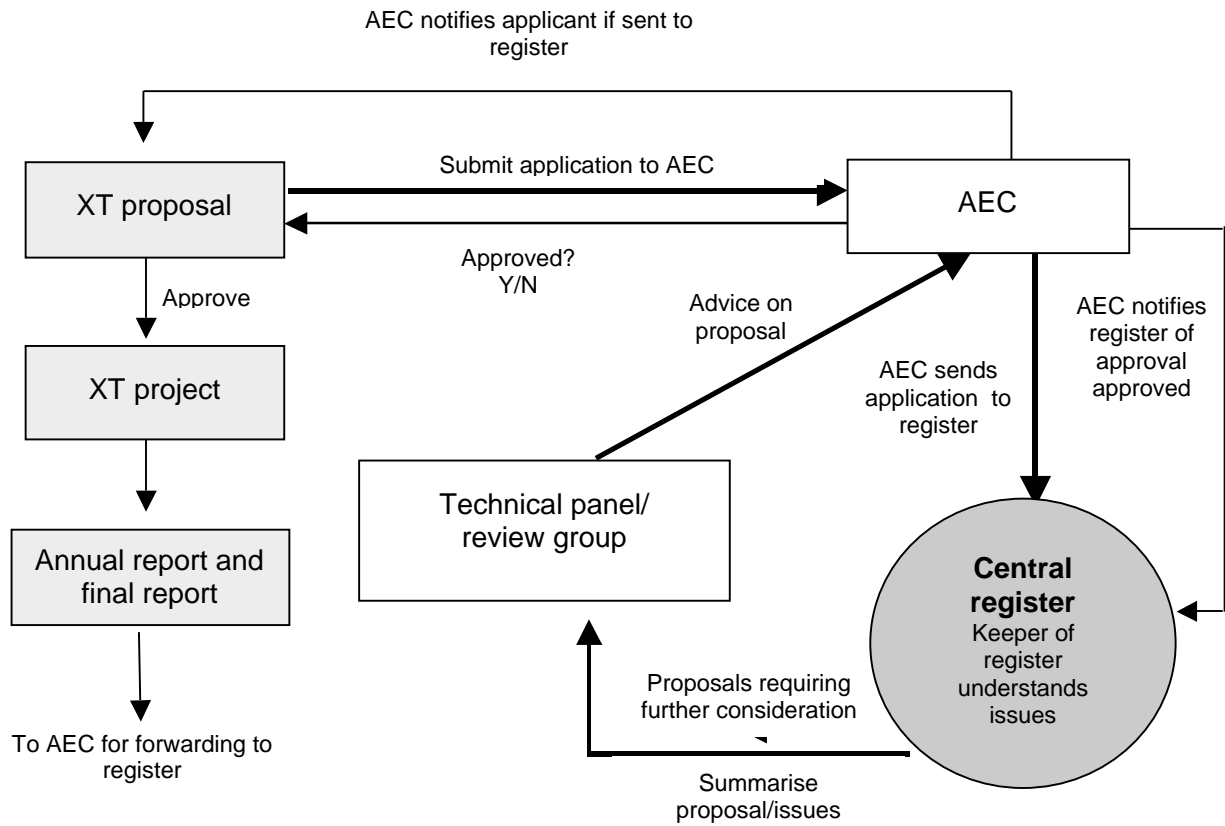 AEC notifies applicant if sent to
register
Submit application to AEC
XT proposal
AEC
Approved?
Y/N
Approve
Advice on
proposal
AEC notifies
register of
approval
approved
XT project
AEC sends
application to
register
Technical panel/
review group
Annual report and
final report
Central
register
Keeper of
register
understands
issues
Proposals requiring
further consideration
To AEC for forwarding to
register
Summarise
proposal/issues